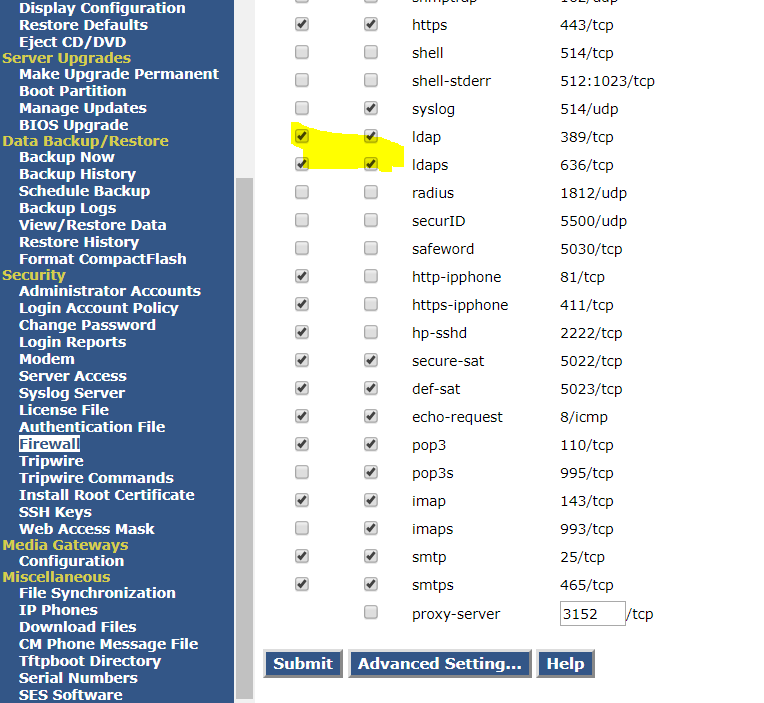 Display Configuration
Restore Defaults
Eject CD/DVD
Server Upgrades
Make Upgrade Permanent
Boot Partition
Manage Updates
BIOS Upgrade
Data Backup/Restore
Backup Now
Backup History
Schedule Backup
Backup Logs
View/Restore Data
Restore History
Format CompactFlash
Security
Administrator Accounts
Login Account Policy
Change Password
Login Reports
Modem
Server Access
Syslog Server
License File
Authentication File
Firewall
Tripwire
Tripwire Commands
Install Root Certificate
SSH Keys
Web Access Mask
Media Gateways
Configuration
Miscellaneous
File Synchronization
IP Phones
Download Files
CM Phone Message File
Tftpboot Directory
Serial Numbers
SES Software
https 443/tcp
shell 514/tcp
shell-stderr 512:1023/tcp
syslog 514/udp
ldap 389/tcp
ldaps 636/tcp
radius 1812/udp
securID 5500/udp
safeword 5030/tcp
http-ipphone 81/tcp
https-ipphone 411/tcp
hp-sshd 2222/tcp
secure-sat 5022/tcp
def-sat 5023/tcp
echo-request 8/icmp
pop3 110/tcp
pop3s 995/tcp
imap 143/tcp
imaps 993/tcp
smtp 25/tcp
smtps 465/tcp
proxy-server 3152 /tcp
Submit Advanced Setting... Help